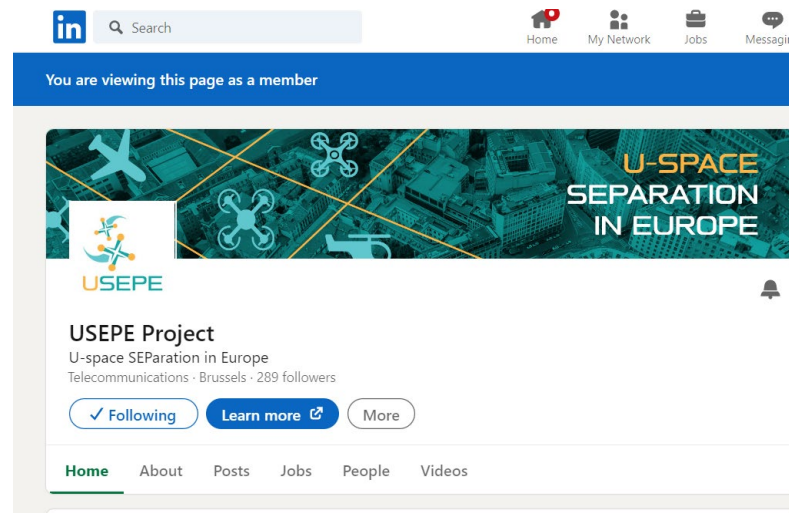 in
Search
Home
My Network
Jobs
You are viewing this page as a member
U-SPACE
SEPARATION
IN EUROPE
USEPE
USEPE Project
U-space SEParation in Europe
Telecommunications · Brussels · 289 followers
✓ Following
Learn more
More
Home
About
Posts
Jobs
People
Videos